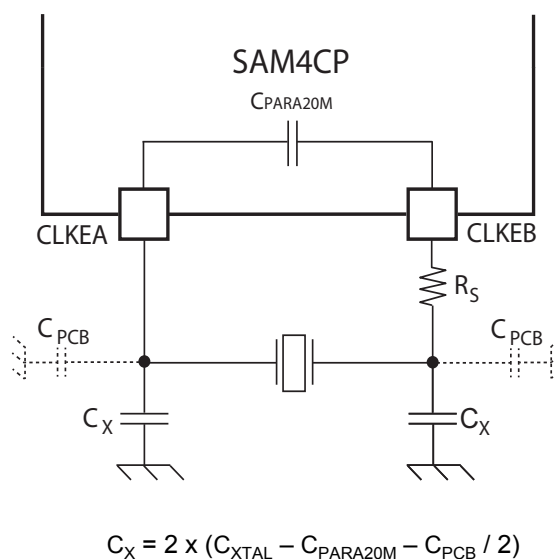 SAM4CP
CPARA20M
CLKEA
CLKEB
RS
CPCB
CPCB
CX
CX
CX = 2 x (CXTAL – CPARA20M – CPCB / 2)